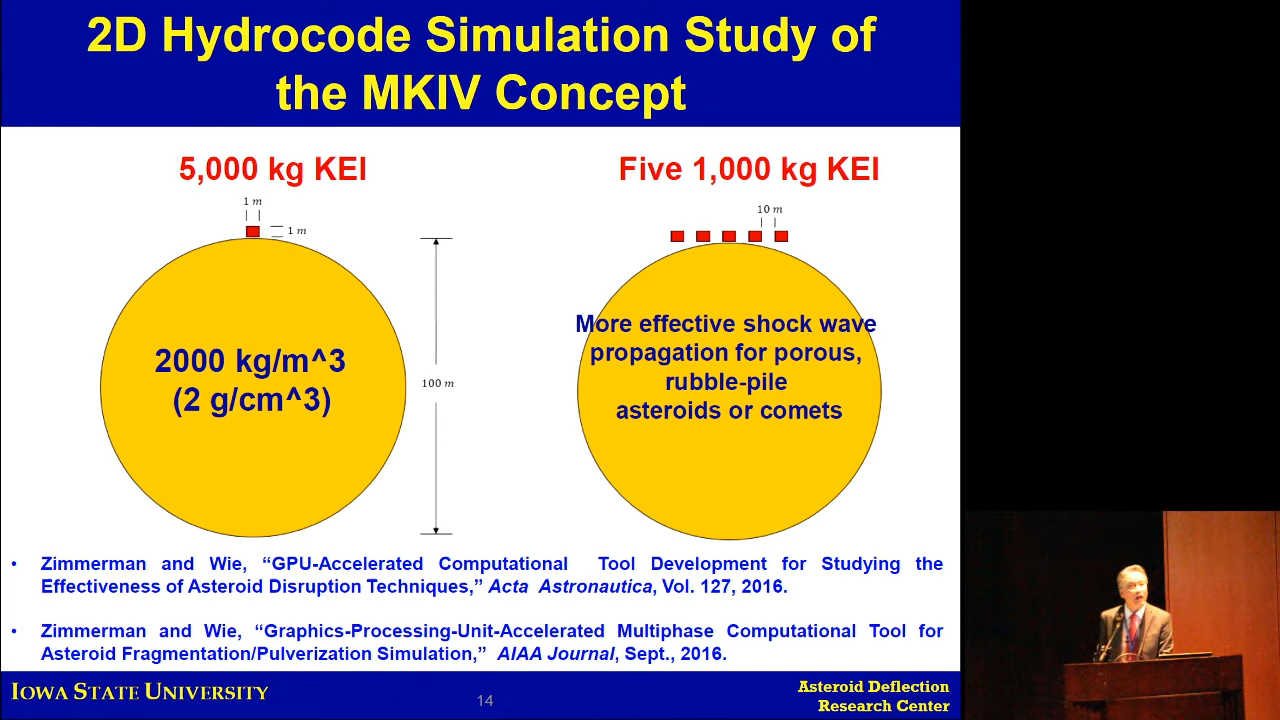 2D Hydrocode Simulation Study of
the MKIV Concept
5,000 kg KEI
Five 1,000 kg KEI
1 m
1 m
10 m
2000 kg/m^3
(2 g/cm^3)
100 m
More effective shock wave
propagation for porous,
rubble-pile
asteroids or comets
• Zimmerman and Wie, “GPU-Accelerated Computational Tool Development for Studying the
Effectiveness of Asteroid Disruption Techniques,” Acta Astronautica, Vol. 127, 2016.
• Zimmerman and Wie, “Graphics-Processing-Unit-Accelerated Multiphase Computational Tool for
Asteroid Fragmentation/Pulverization Simulation,” AIAA Journal, Sept., 2016.
IOWA STATE UNIVERSITY
14
Asteroid Deflection
Research Center